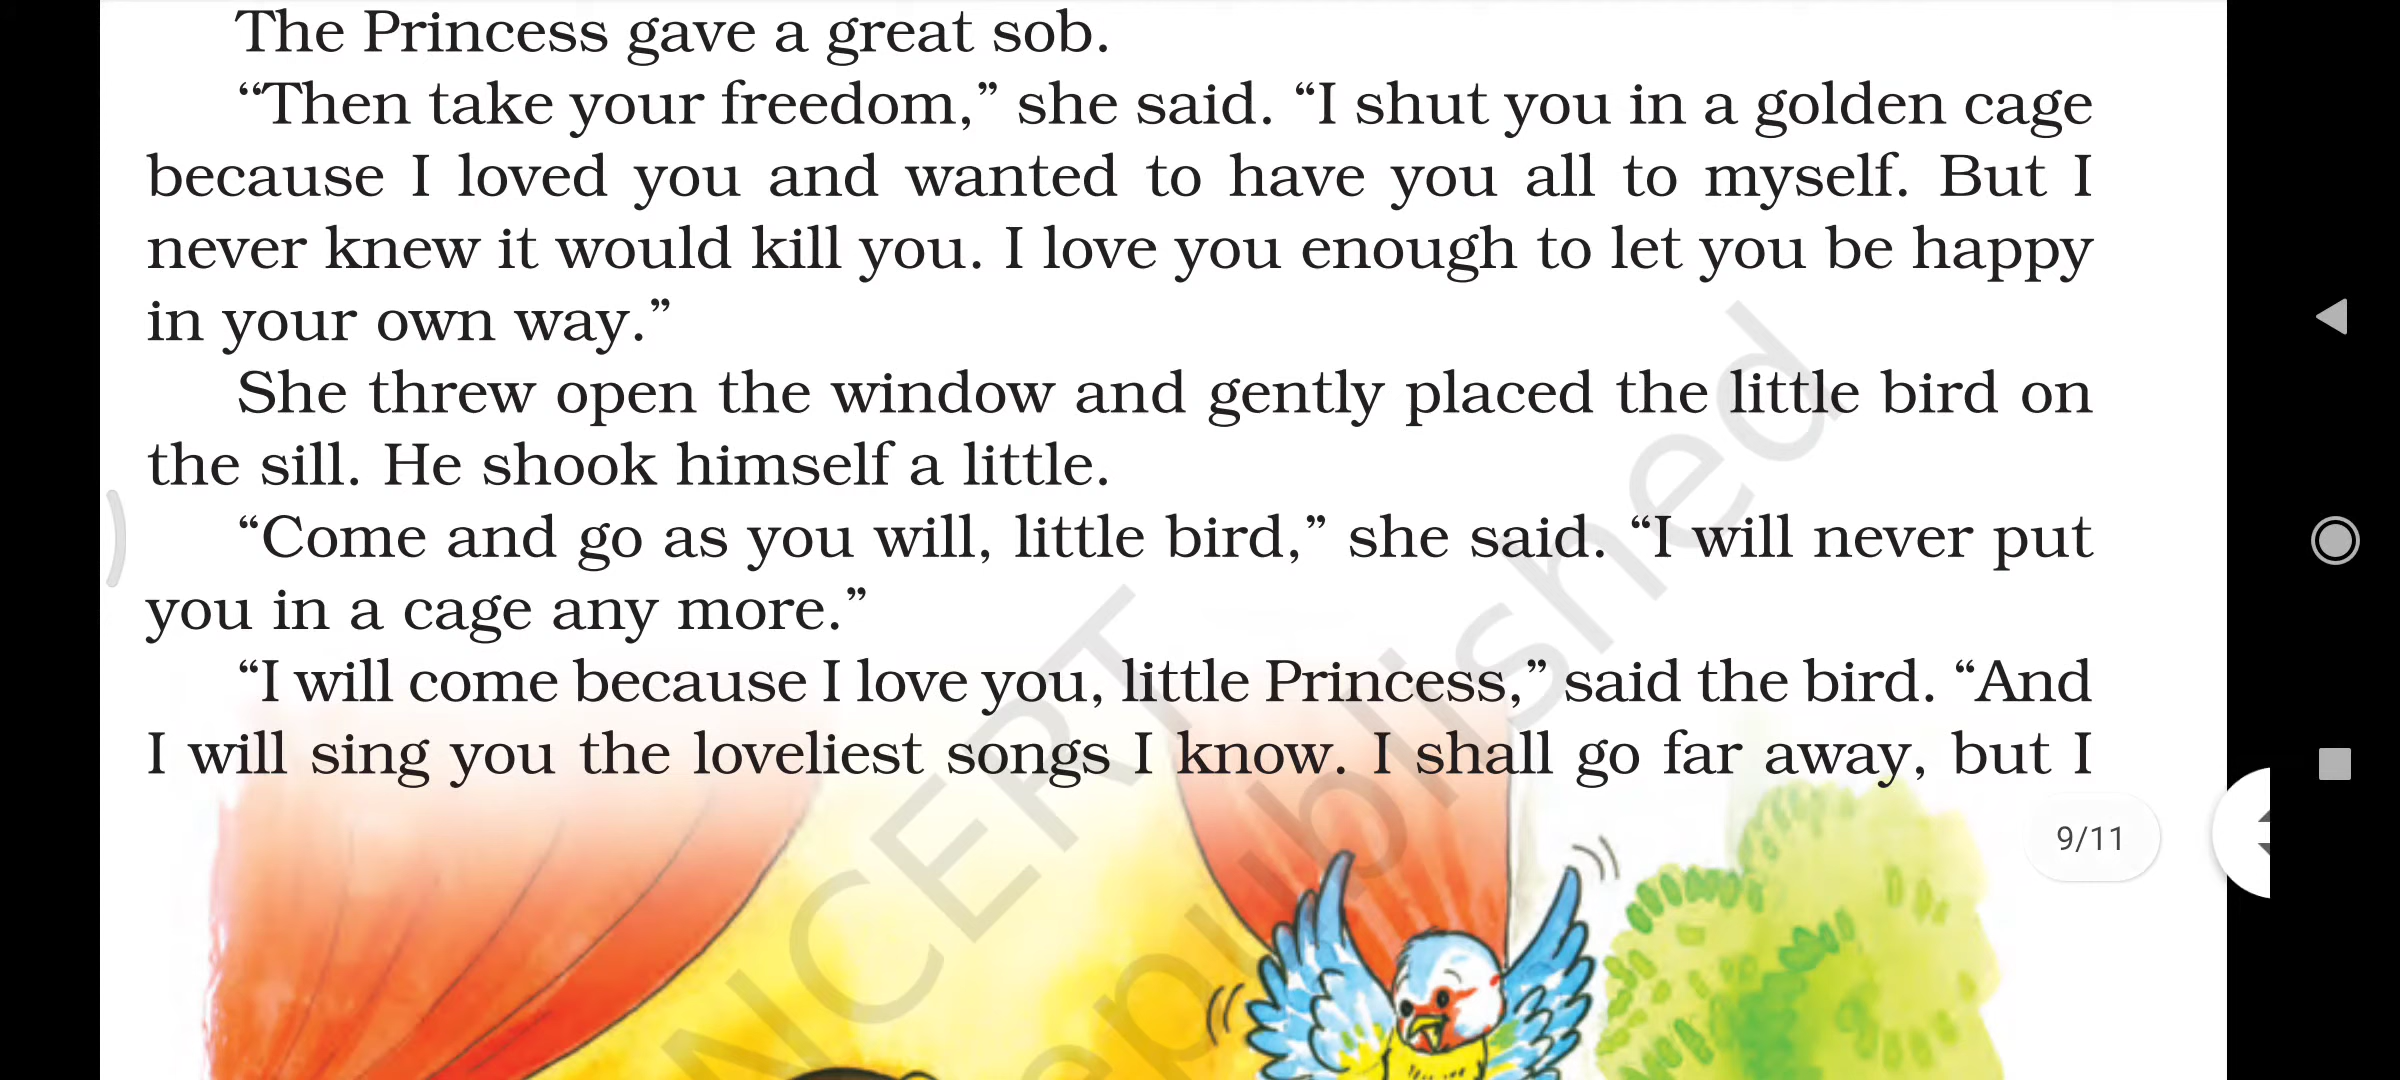 The Princess gave a great sob.
“Then take your freedom,” she said. “I shut you in a golden cage
because I loved you and wanted to have you all to myself. But I
never knew it would kill you. I love you enough to let you be happy
in your own way.”
She threw open the window and gently placed the little bird on
the sill. He shook himself a little.
“Come and go as you will, little bird,” she said. “I will never put
you in a cage any more.”
“I will come because I love you, little Princess,” said the bird. “And
I will sing you the loveliest songs I know. I shall go far away, but I
9/11
NCERT
epublished